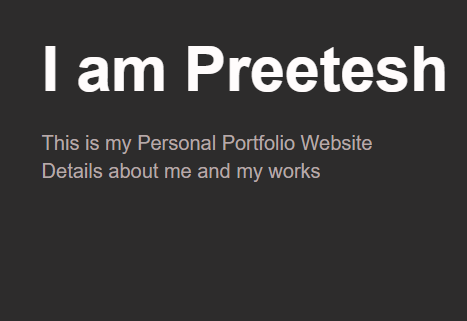 I am Preetesh
This is my Personal Portfolio Website
Details about me and my works